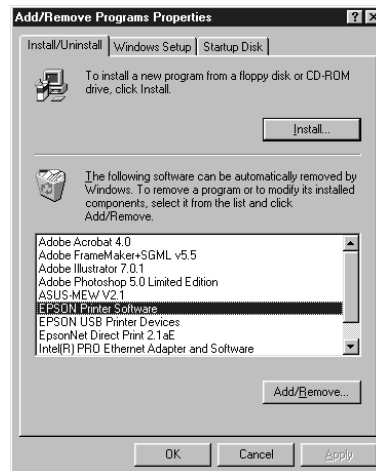 Add/Remove Programs Properties
Install/Uninstall Windows Setup Startup Disk
To install a new program from a floppy disk or CD-ROM
drive, click Install.
Install...
The following software can be automatically removed by
Windows. To remove a program or to modify its installed
components, select it from the list and click
Add/Remove.
Adobe Acrobat 4.0
Adobe FrameMaker+SGML v5.5
Adobe Illustrator 7.0.1
Adobe Photoshop 5.0 Limited Edition
ASUS-MEW V2.1
EPSON Printer Software
EPSON USB Printer Devices
EpsonNet Direct Print 2.1aE
Intel(R) PRO Ethernet Adapter and Software
Add/Remove...
OK Cancel Apply